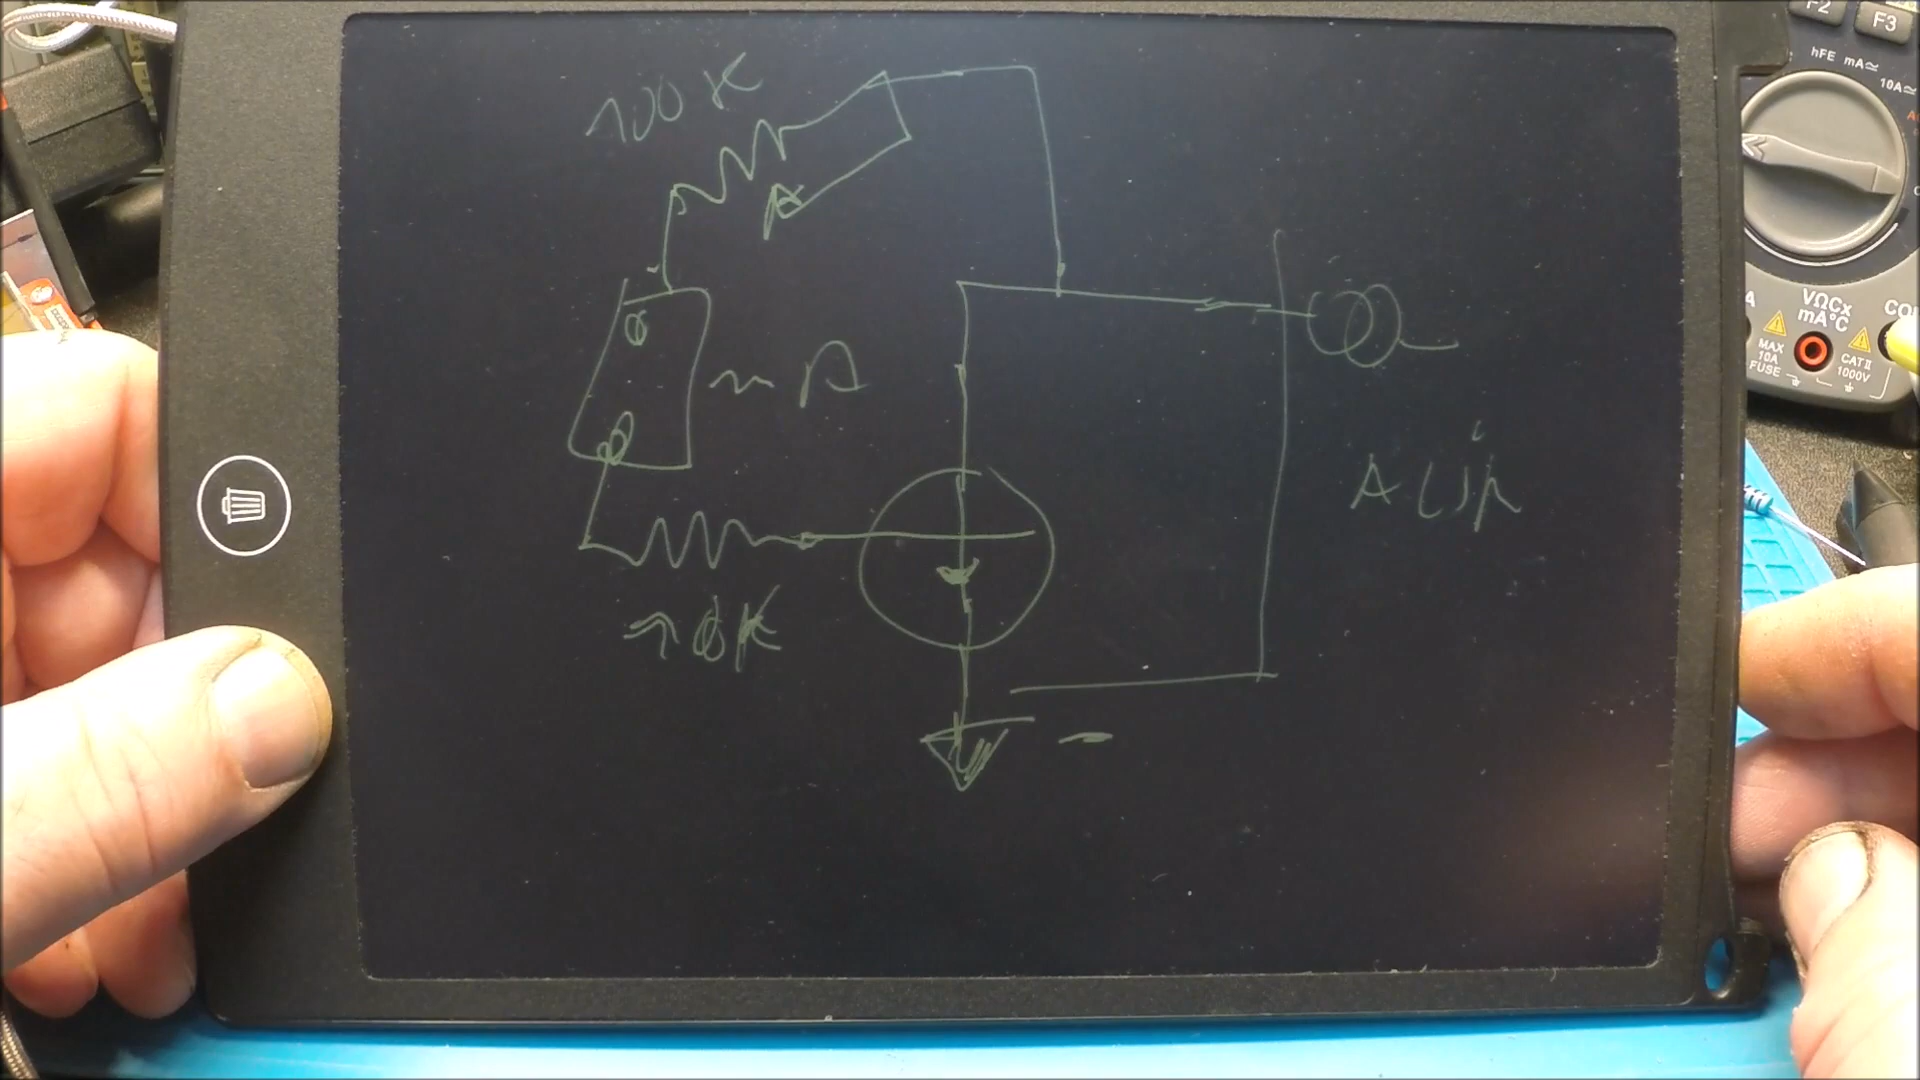 100K
mA
10K
-
F2
F3
hFE
mA≂
10A≂
VΩCx
mA°C
MAX
10A
FUSE
CAT II
1000V